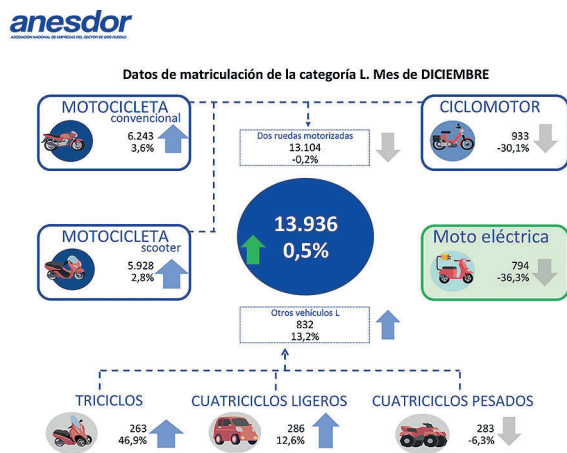 anesdor
ASOCIACIÓN NACIONAL DE EMPRESAS DEL SECTOR DE DOS RUEDAS
Datos de matriculación de la categoría L. Mes de DICIEMBRE
MOTOCICLETA
convencional
6.243
3,6%
Dos ruedas motorizadas
13.104
-0,2%
CICLOMOTOR
933
-30,1%
13.936
0,5%
MOTOCICLETA
scooter
5.928
2,8%
Moto eléctrica
794
-36,3%
Otros vehículos L
832
13,2%
TRICICLOS
263
46,9%
CUATRICICLOS LIGEROS
286
12,6%
CUATRICICLOS PESADOS
283
-6,3%